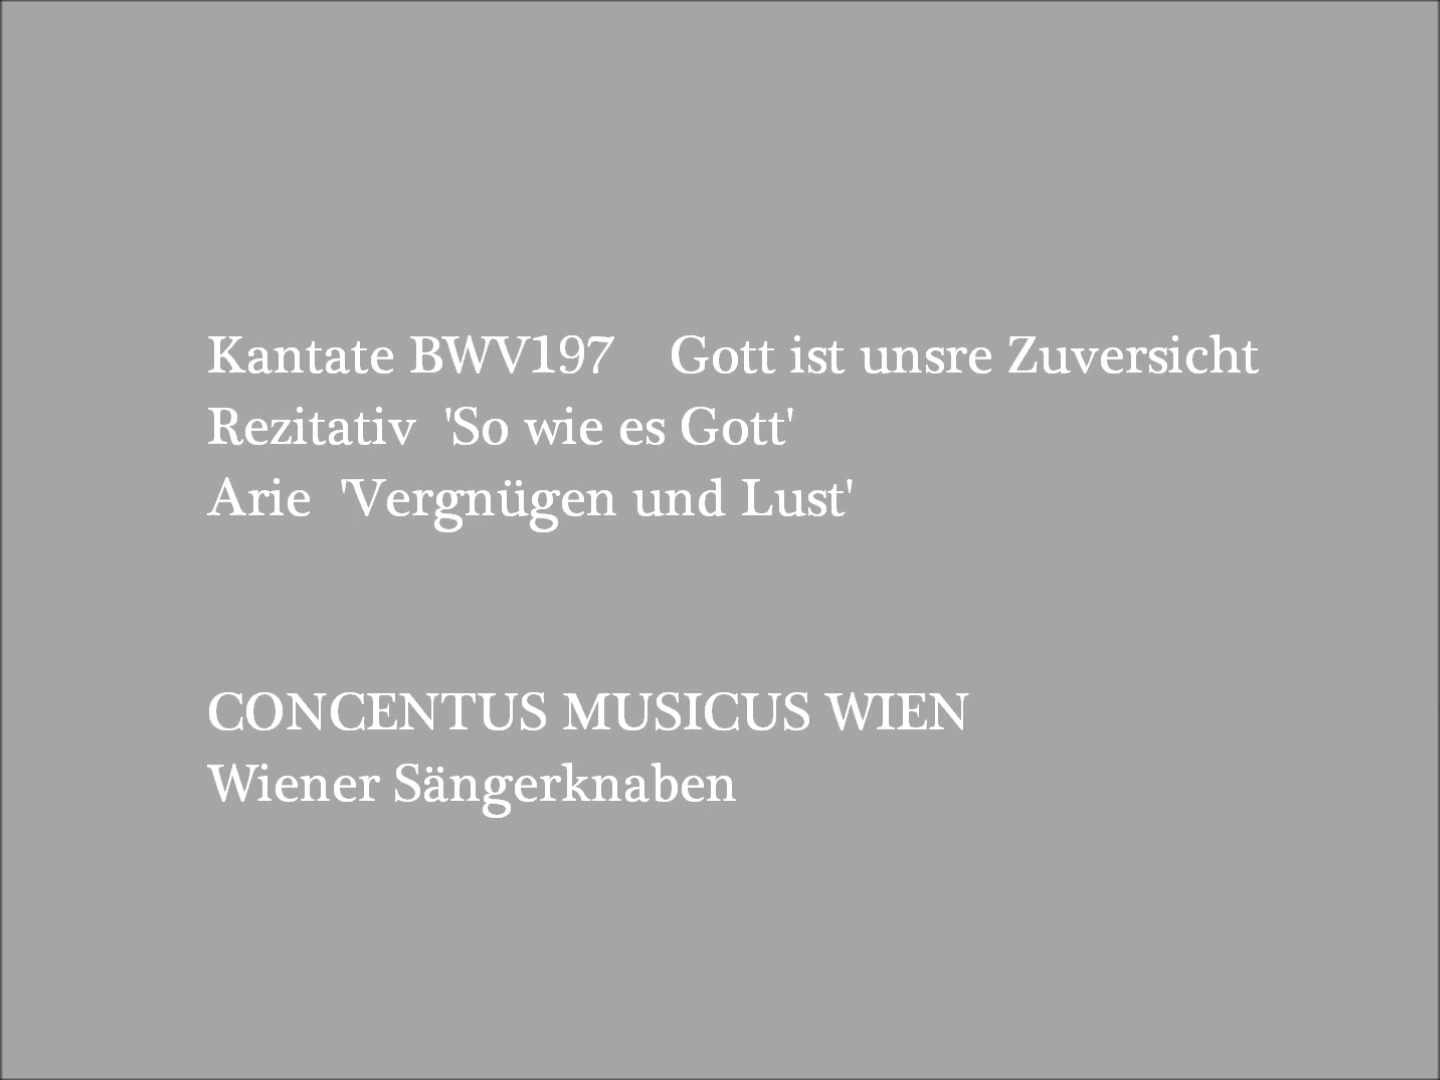 Kantate BWV197 Gott ist unsre Zuversicht
Rezitativ 'So wie es Gott'
Arie 'Vergnügen und Lust'
CONCENTUS MUSICUS WIEN
Wiener Sängerknaben